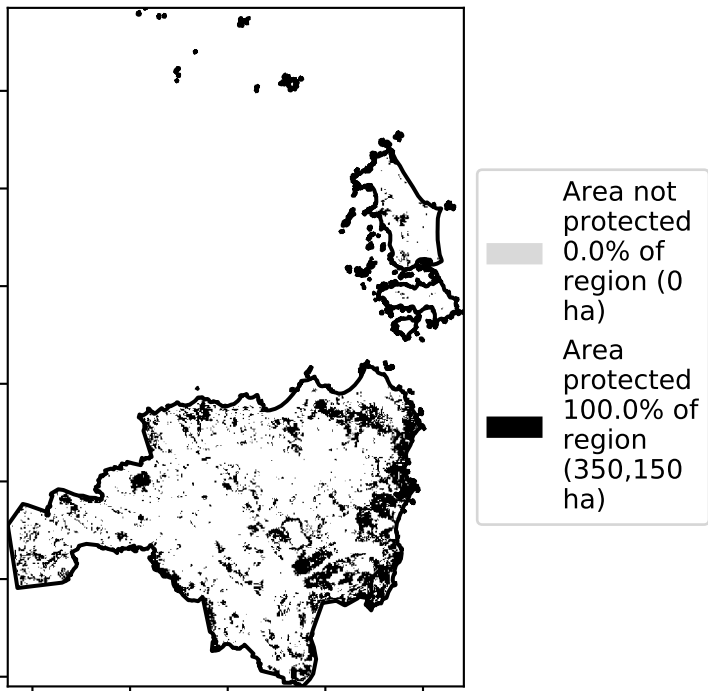 Area not
protected
0.0% of
region (0
ha)
Area
protected
100.0% of
region
(350,150
ha)